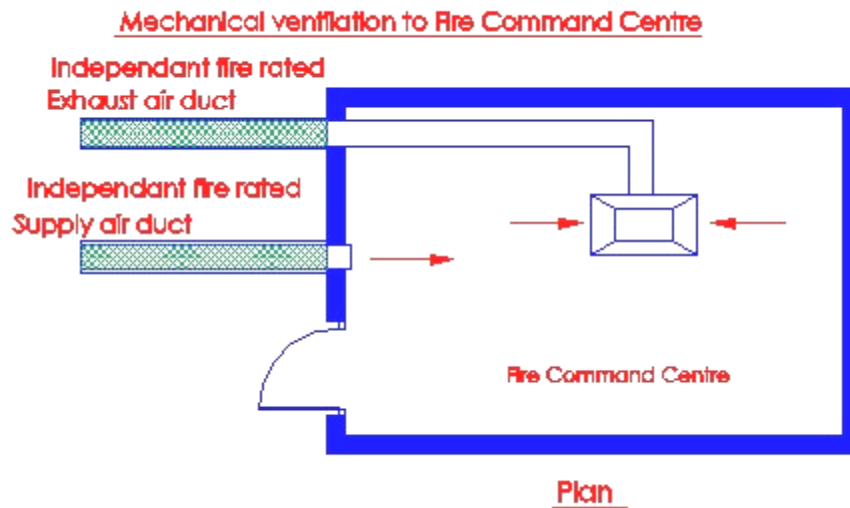 Mechanical ventilation to Fire Command Centre
Independant fire rated
Exhaust air duct
Independant fire rated
Supply air duct
Fire Command Centre
Plan